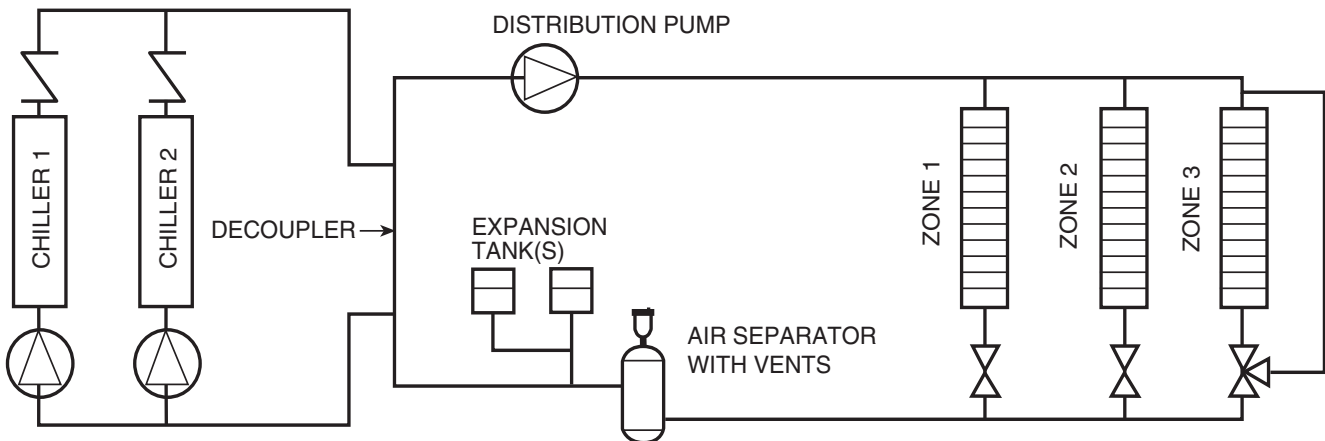 DISTRIBUTION PUMP
CHILLER 1
CHILLER 2
DECOUPLER
EXPANSION
TANK(S)
AIR SEPARATOR
WITH VENTS
ZONE 1
ZONE 2
ZONE 3